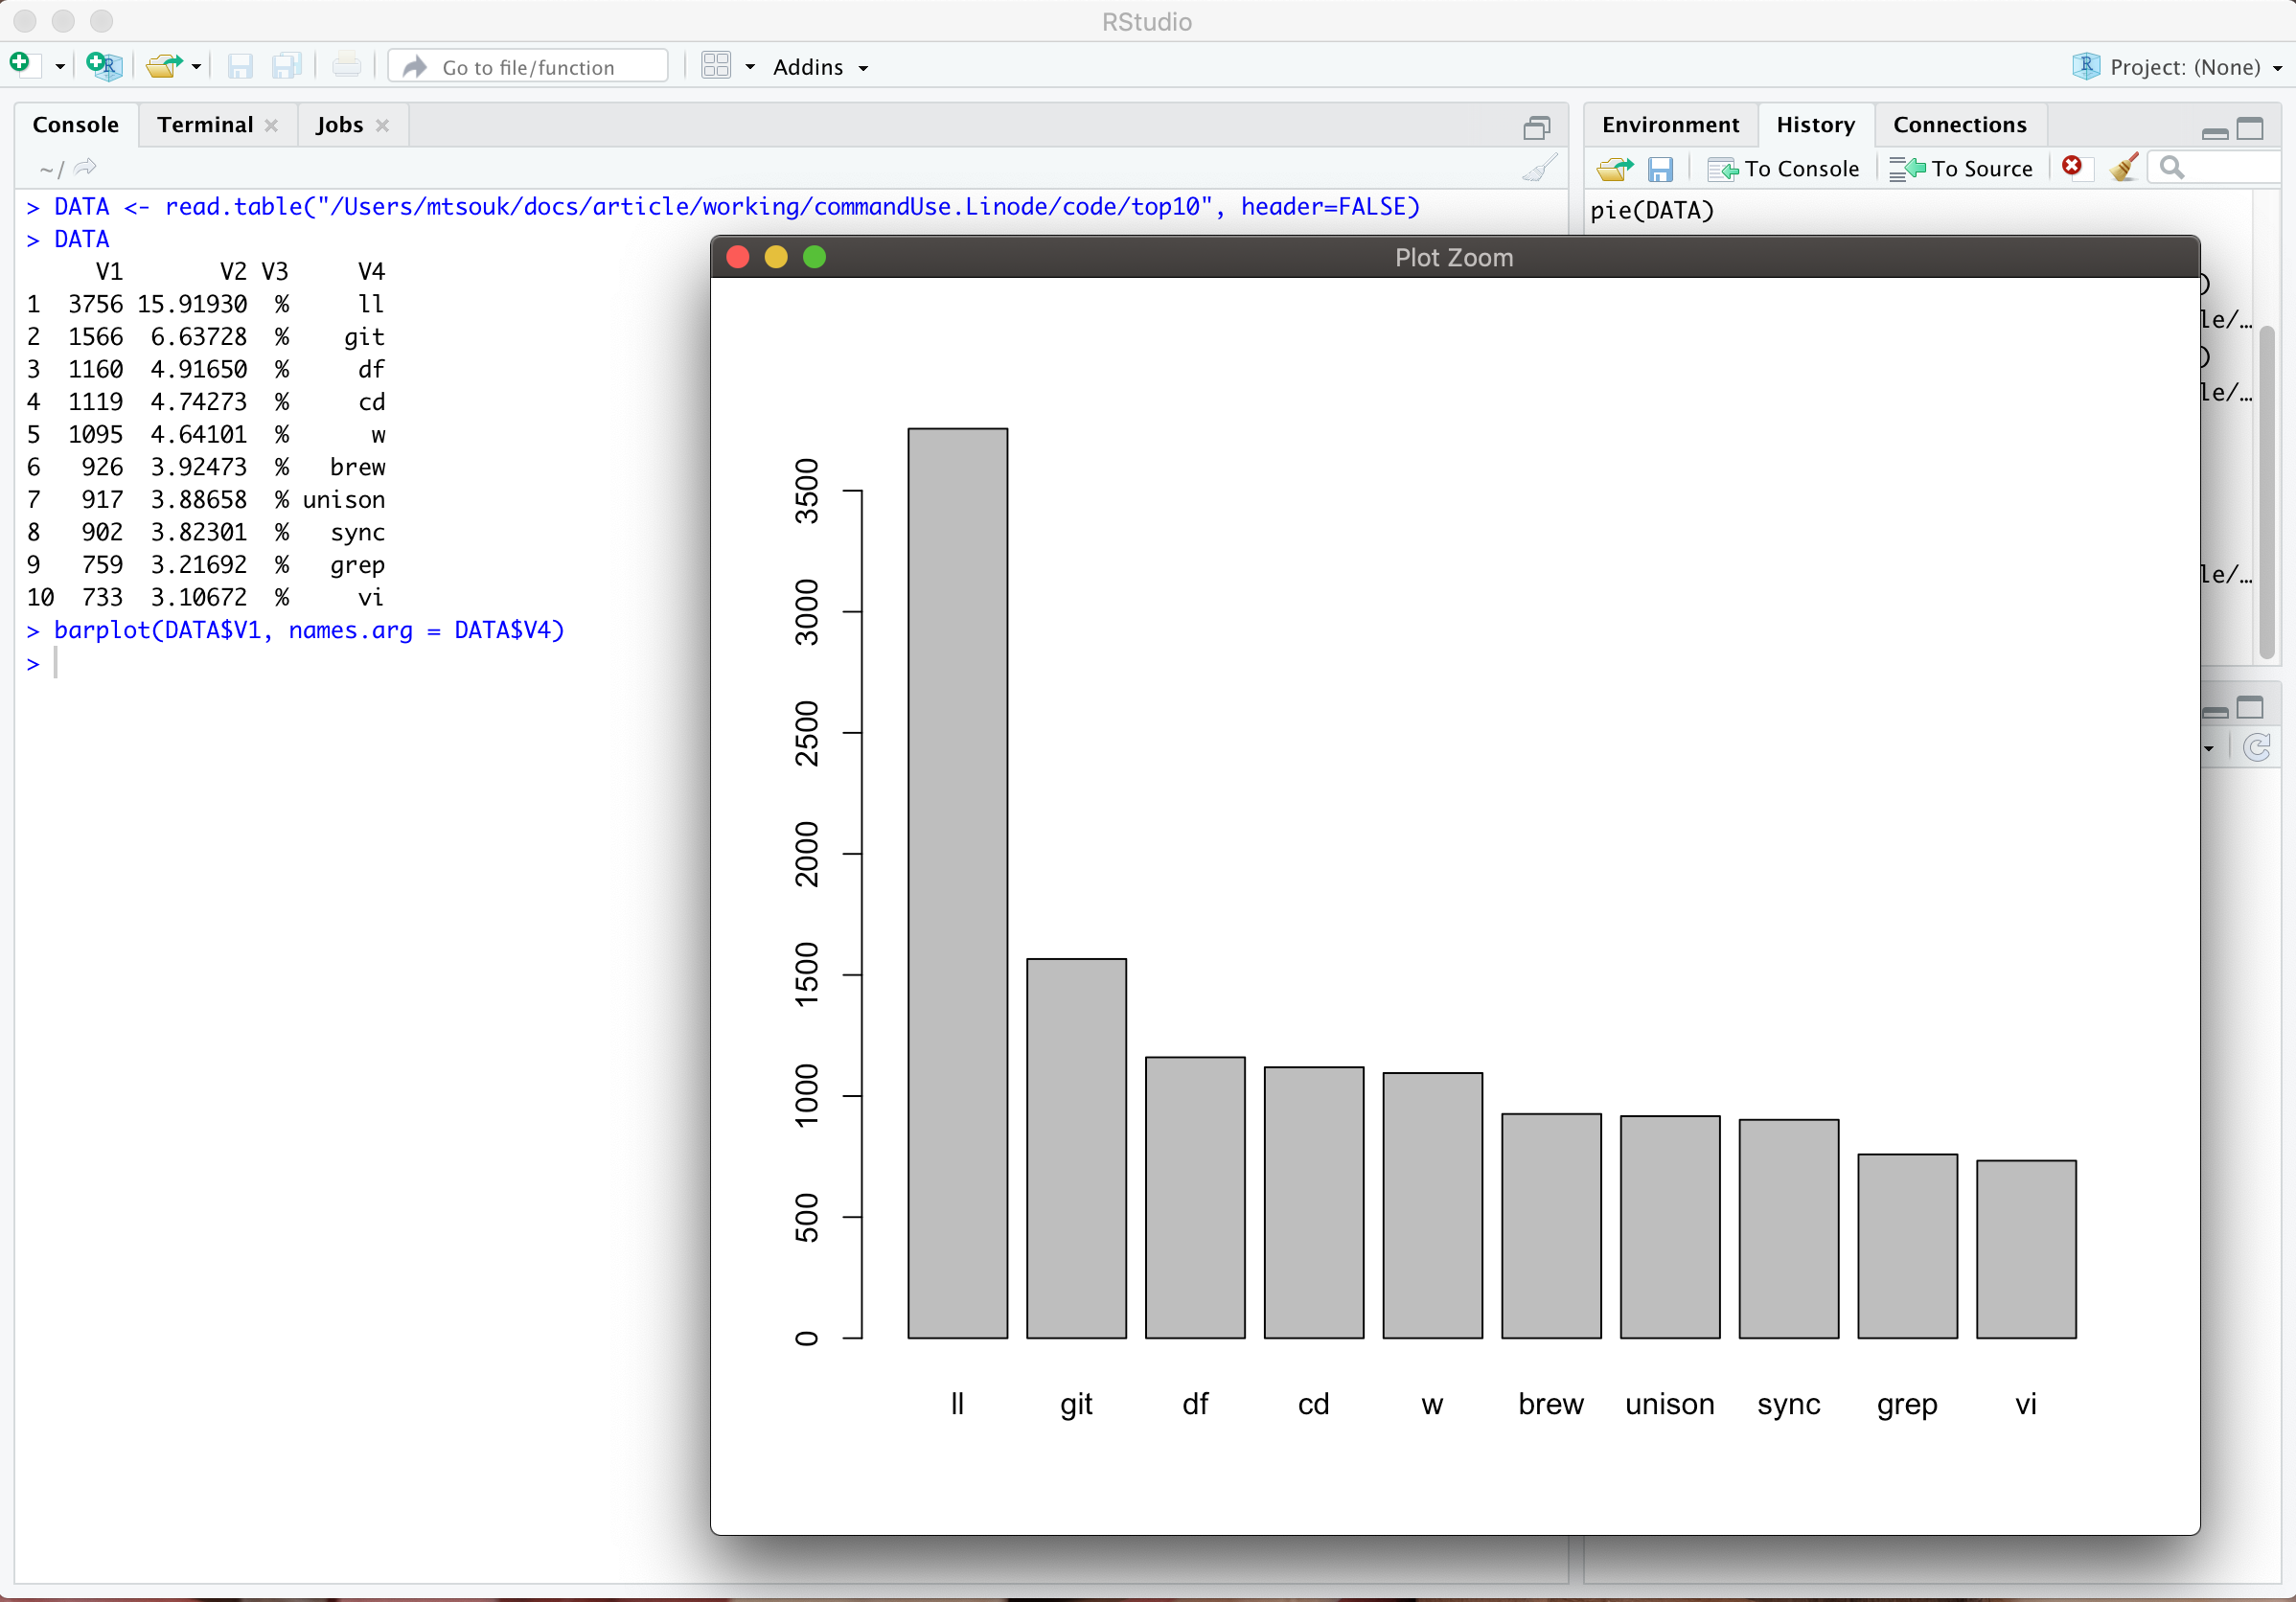 RStudio
Go to file/function
Addins
Project: (None)
Console Terminal Jobs
~/
> DATA <- read.table("/Users/mtsouk/docs/article/working/commandUse.Linode/code/top10", header=FALSE)
> DATA
V1 V2 V3 V4
1 3756 15.91930 % ll
2 1566 6.63728 % git
3 1160 4.91650 % df
4 1119 4.74273 % cd
5 1095 4.64101 % w
6 926 3.92473 % brew
7 917 3.88658 % unison
8 902 3.82301 % sync
9 759 3.21692 % grep
10 733 3.10672 % vi
> barplot(DATA$V1, names.arg = DATA$V4)
>
Environment History Connections
To Console To Source
pie(DATA)
)
le/…
)
le/…
le/…
Plot Zoom
3500
3000
2500
2000
1500
1000
500
0
ll git df cd w brew unison sync grep vi